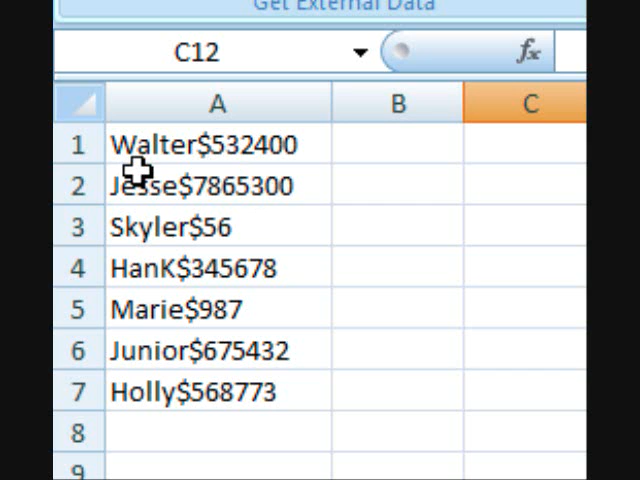 Get External Data
C12 fx
A B C
1 Walter$532400
2 Jesse$7865300
3 Skyler$56
4 HanK$345678
5 Marie$987
6 Junior$675432
7 Holly$568773
8
9